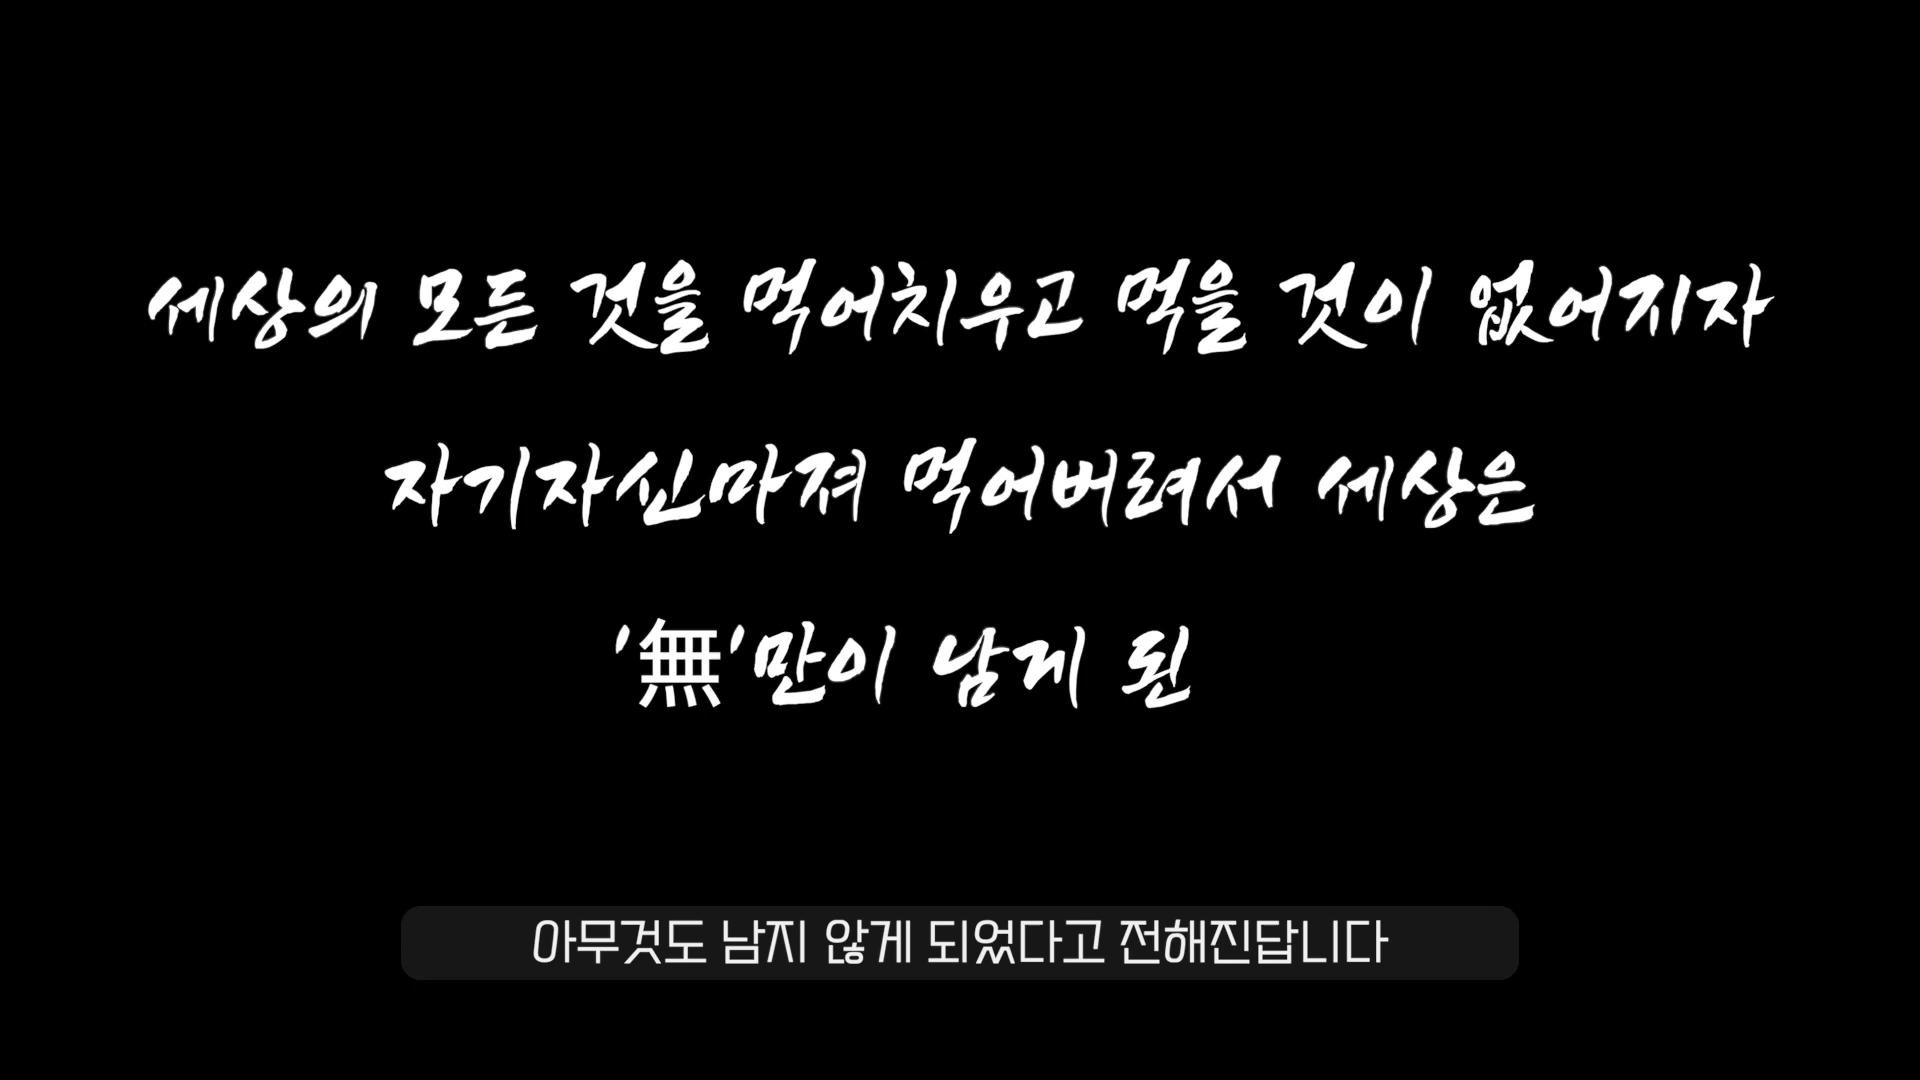 세상의 모든 것을 먹어치우고 먹을 것이 없어지자
자기자신마져 먹어버려서 세상은
'無'만이 남게 된
아무것도 남지 않게 되었다고 전해진답니다